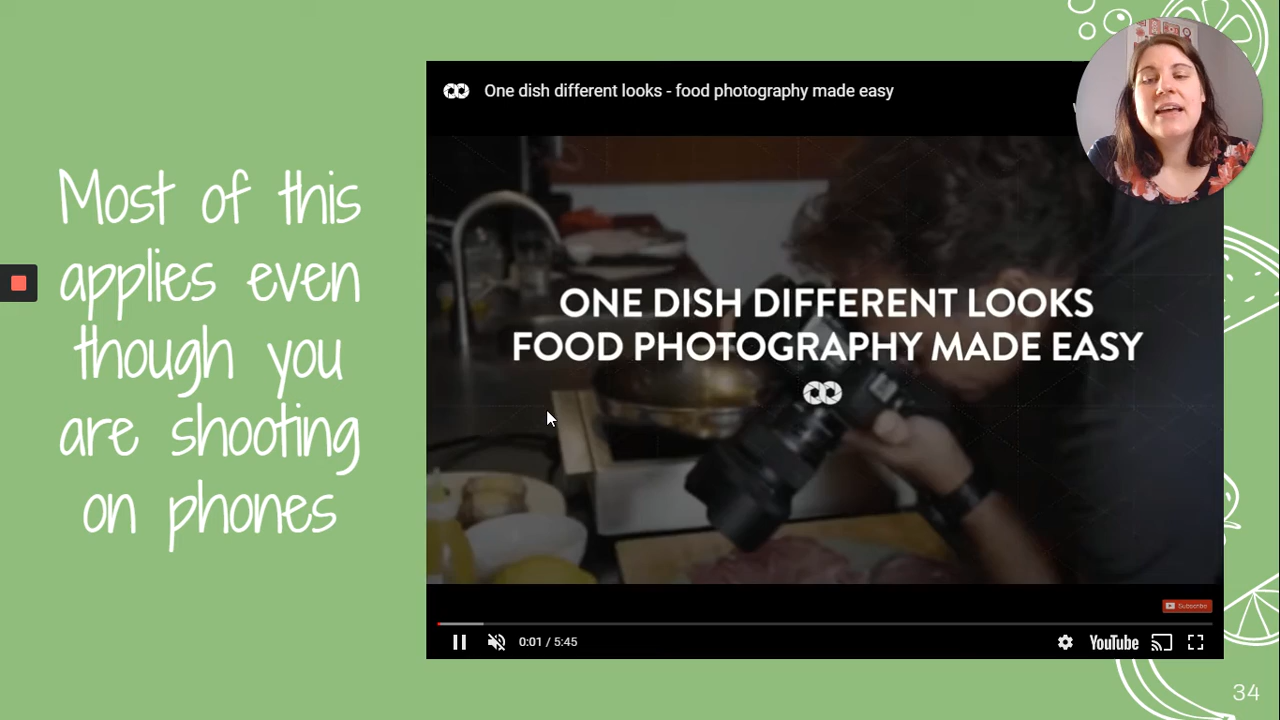 Most of this
applies even
though you
are shooting
on phones
One dish different looks - food photography made easy
ONE DISH DIFFERENT LOOKS
FOOD PHOTOGRAPHY MADE EASY
Subscribe
0:01 / 5:45
YouTube
34